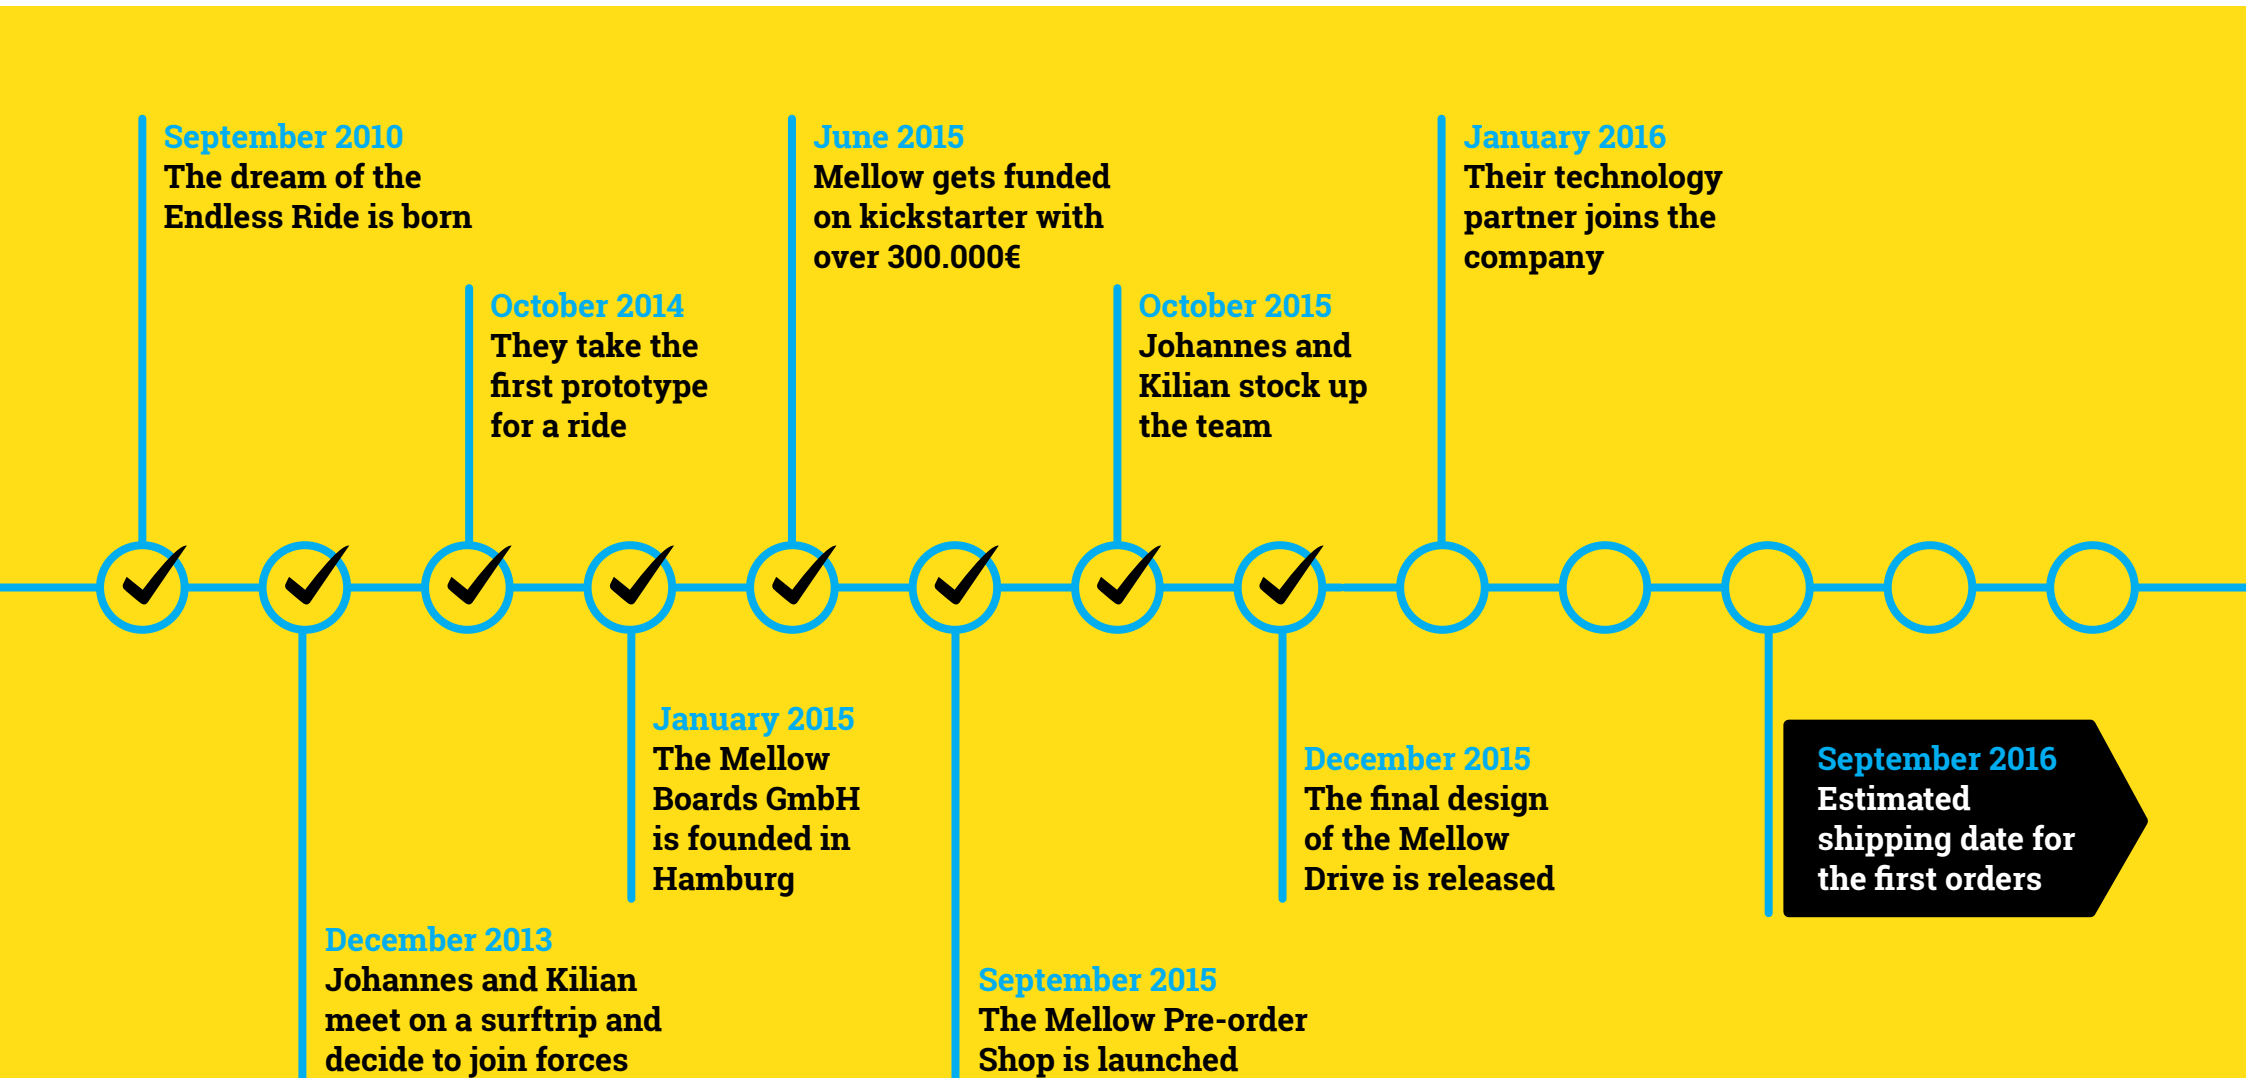 September 2010
The dream of the
Endless Ride is born
December 2013
Johannes and Kilian
meet on a surftrip and
decide to join forces
October 2014
They take the
first prototype
for a ride
January 2015
The Mellow
Boards GmbH
is founded in
Hamburg
June 2015
Mellow gets funded
on kickstarter with
over 300.000€
September 2015
The Mellow Pre-order
Shop is launched
October 2015
Johannes and
Kilian stock up
the team
December 2015
The final design
of the Mellow
Drive is released
January 2016
Their technology
partner joins the
company
September 2016
Estimated
shipping date for
the first orders